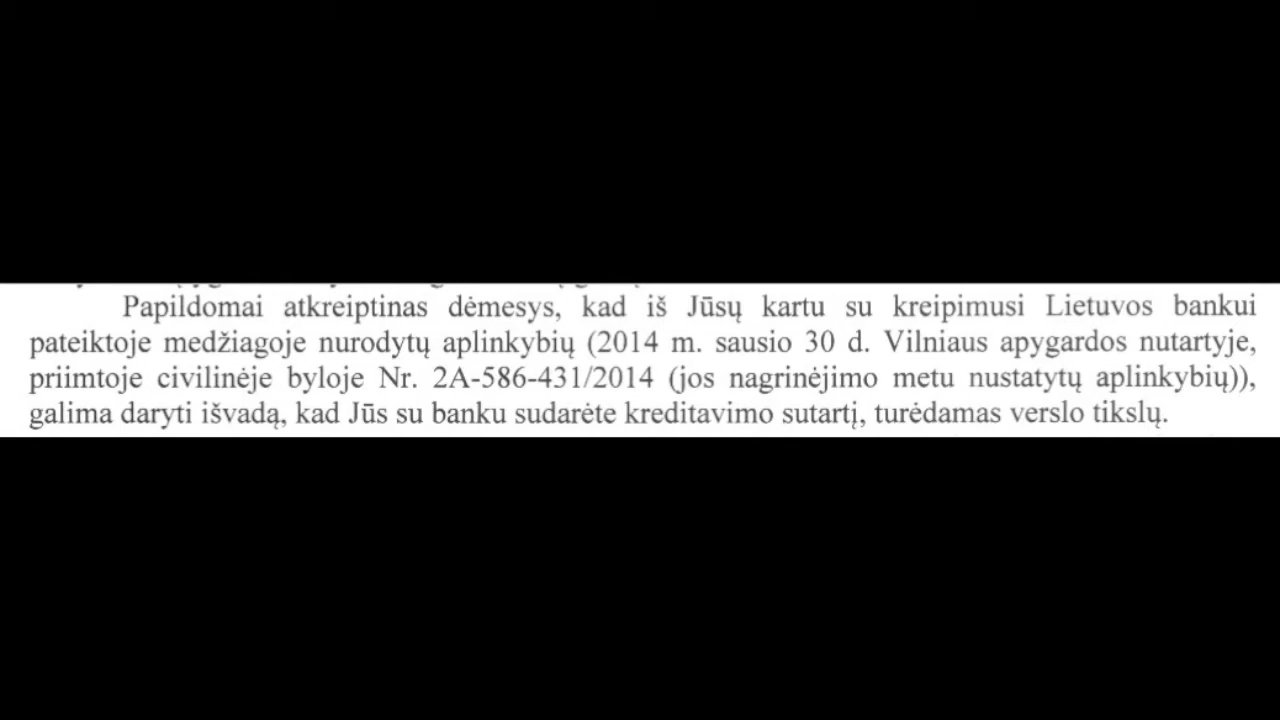 Papildomai atkreiptinas dėmesys, kad iš Jūsų kartu su kreipimusi Lietuvos bankui
pateiktoje medžiagoje nurodytų aplinkybių (2014 m. sausio 30 d. Vilniaus apygardos nutartyje,
priimtoje civilinėje byloje Nr. 2A-586-431/2014 (jos nagrinėjimo metu nustatytų aplinkybių)),
galima daryti išvadą, kad Jūs su banku sudarėte kreditavimo sutartį, turėdamas verslo tikslų.